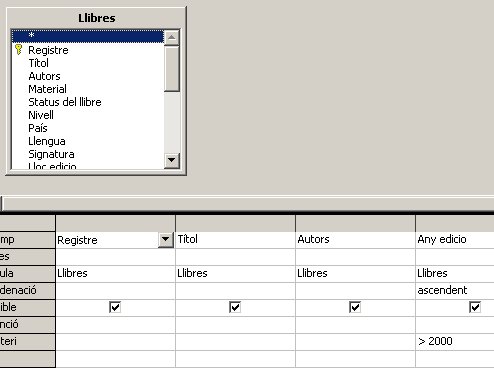 Llibres
*
Registre
Títol
Autors
Material
Status del llibre
Nivell
País
Llengua
Signatura
Lloc edicio
mp Registre Títol Autors Any edicio
es
ula Llibres Llibres Llibres Llibres
denació ascendent
ible
nció
teri > 2000